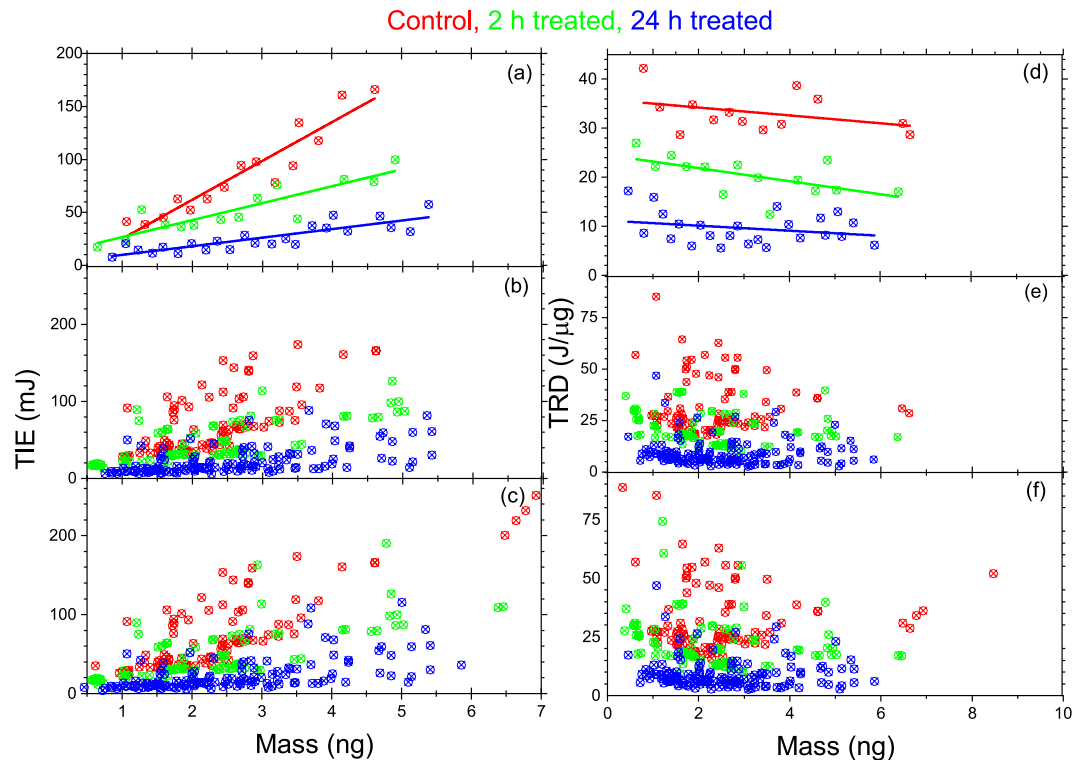 Control, 2 h treated, 24 h treated
TIE (mJ)
200
150
100
50
0
(a)
200
100
0
(b)
200
100
0
(c)
1 2 3 4 5 6 7
Mass (ng)
TRD (J/μg)
40
30
20
10
0
(d)
75
50
25
0
(e)
75
50
25
0
(f)
0 2 4 6 8 10
Mass (ng)